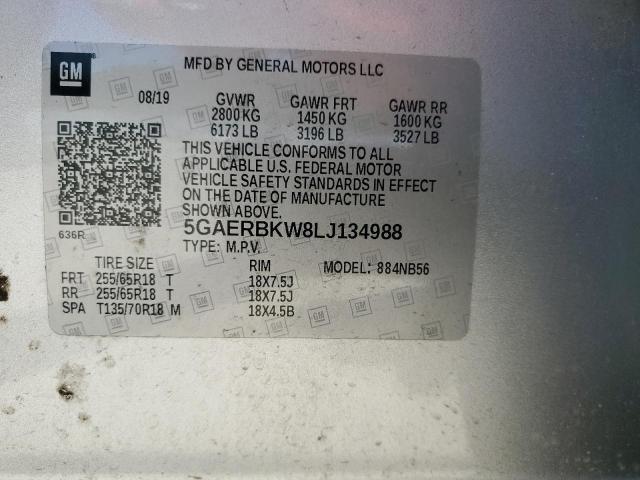 GM
MFD BY GENERAL MOTORS LLC
08/19 GVWR GAWR FRT GAWR RR
2800 KG 1450 KG 1600 KG
6173 LB 3196 LB 3527 LB
THIS VEHICLE CONFORMS TO ALL
APPLICABLE U.S. FEDERAL MOTOR
VEHICLE SAFETY STANDARDS IN EFFECT
ON THE DATE OF MANUFACTURE
SHOWN ABOVE.
636R
5GAERBKW8LJ134988
TYPE: M.P.V.
TIRE SIZE RIM MODEL: 884NB56
FRT 255/65R18 T 18X7.5J
RR 255/65R18 T 18X7.5J
SPA T135/70R18 M 18X4.5B